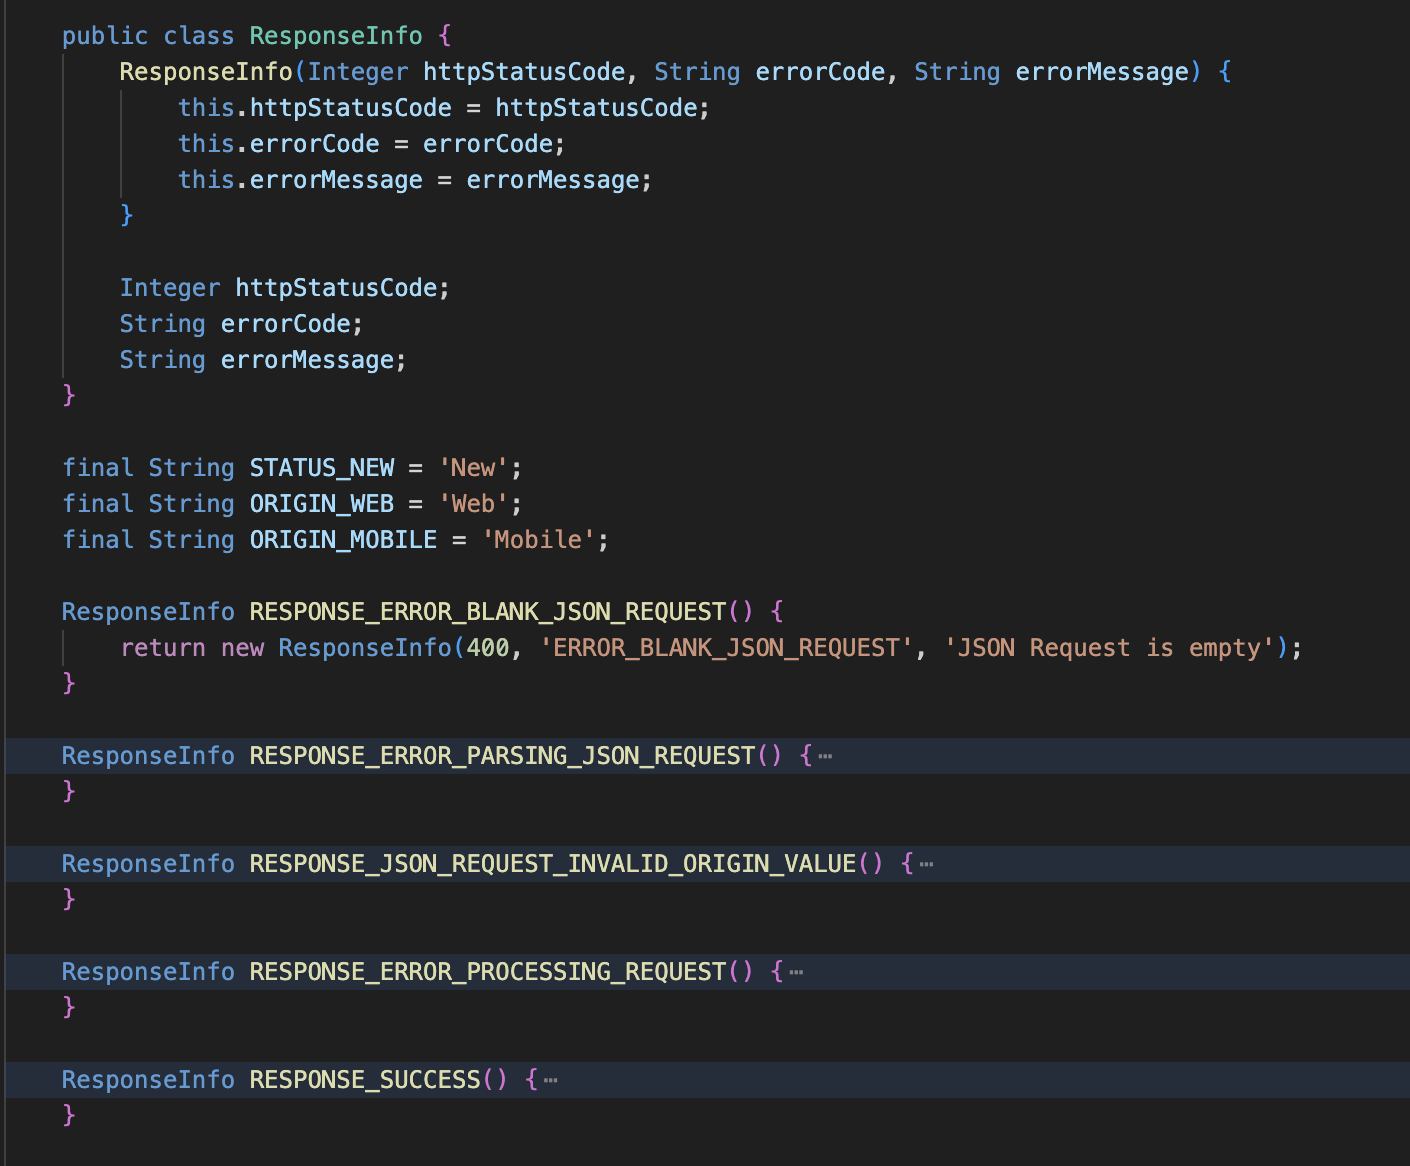 public class ResponseInfo {
ResponseInfo(Integer httpStatusCode, String errorCode, String errorMessage) {
this.httpStatusCode = httpStatusCode;
this.errorCode = errorCode;
this.errorMessage = errorMessage;
}
Integer httpStatusCode;
String errorCode;
String errorMessage;
}
final String STATUS_NEW = 'New';
final String ORIGIN_WEB = 'Web';
final String ORIGIN_MOBILE = 'Mobile';
ResponseInfo RESPONSE_ERROR_BLANK_JSON_REQUEST() {
return new ResponseInfo(400, 'ERROR_BLANK_JSON_REQUEST', 'JSON Request is empty');
}
ResponseInfo RESPONSE_ERROR_PARSING_JSON_REQUEST() {⋯
}
ResponseInfo RESPONSE_JSON_REQUEST_INVALID_ORIGIN_VALUE() {⋯
}
ResponseInfo RESPONSE_ERROR_PROCESSING_REQUEST() {⋯
}
ResponseInfo RESPONSE_SUCCESS() {⋯
}